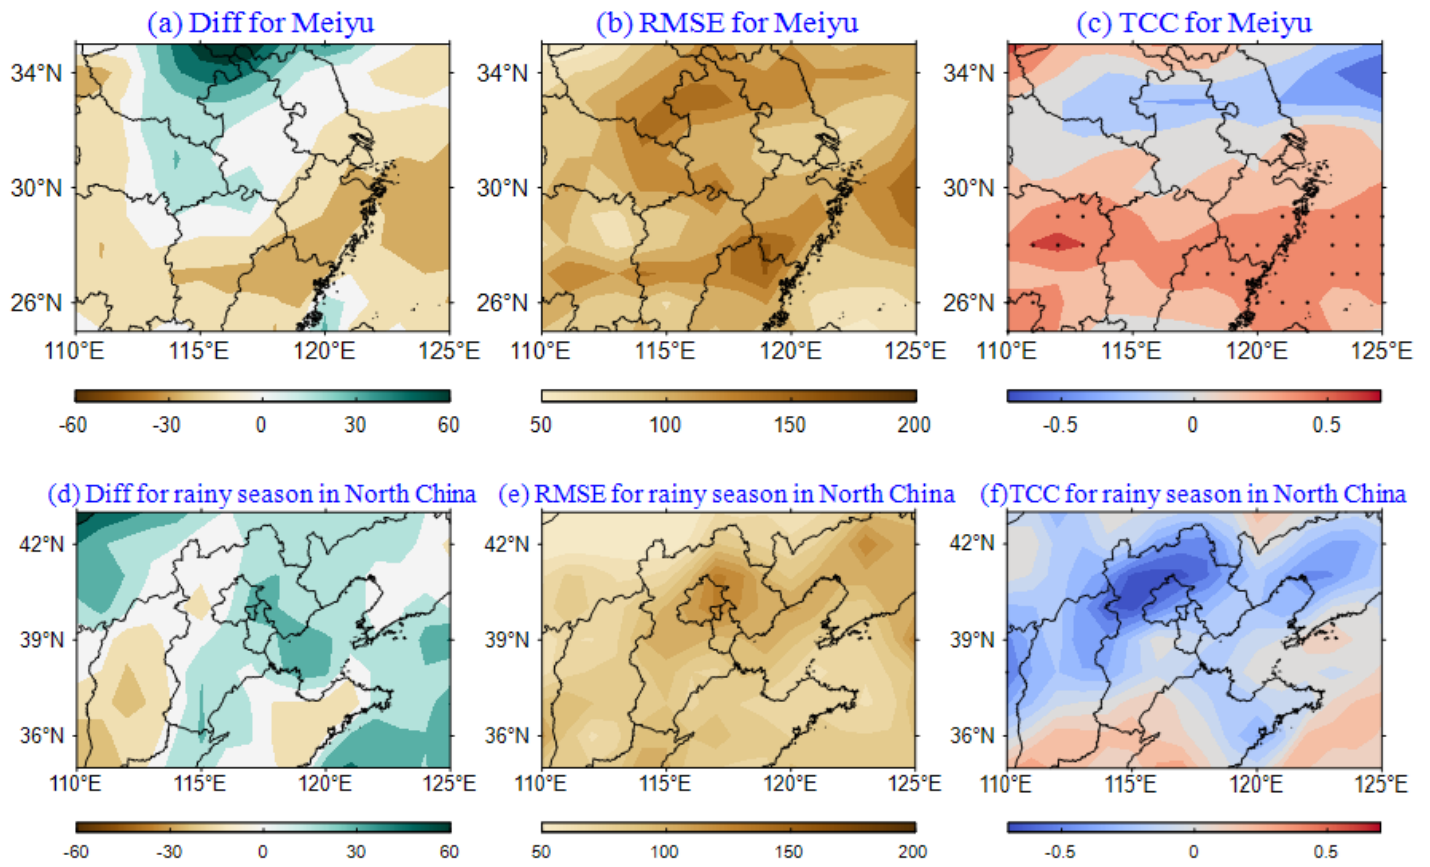 (a) Diff for Meiyu (b) RMSE for Meiyu (c) TCC for Meiyu
34°N 34°N 34°N
30°N 30°N 30°N
26°N 26°N 26°N
110°E 115°E 120°E 125°E 110°E 115°E 120°E 125°E 110°E 115°E 120°E 125°E
-60 -30 0 30 60 50 100 150 200 -0.5 0 0.5
(d) Diff for rainy season in North China (e) RMSE for rainy season in North China (f)TCC for rainy season in North China
42°N 42°N 42°N
39°N 39°N 39°N
36°N 36°N 36°N
110°E 115°E 120°E 125°E 110°E 115°E 120°E 125°E 110°E 115°E 120°E 125°E
-60 -30 0 30 60 50 100 150 200 -0.5 0 0.5